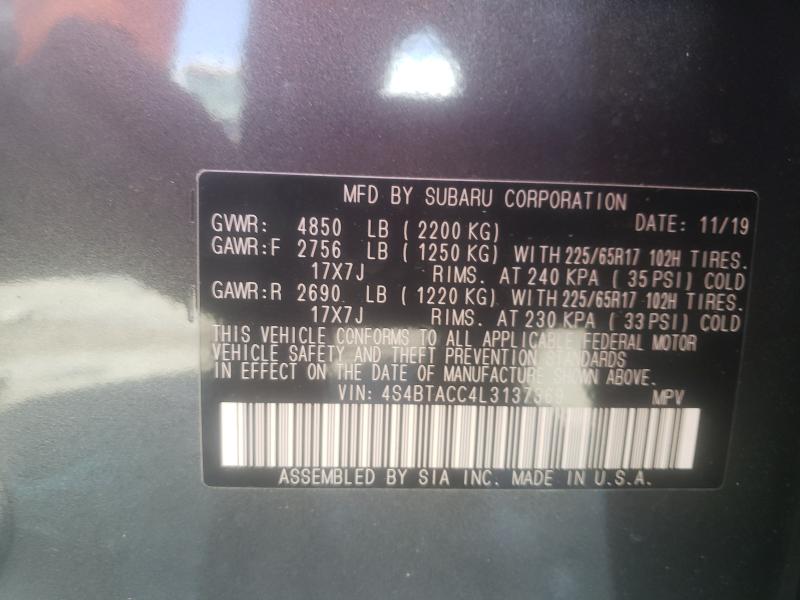 MFD BY SUBARU CORPORATION
GVWR: 4850 LB ( 2200 KG) DATE: 11/19
GAWR:F 2756 LB ( 1250 KG) WITH 225/65R17 102H TIRES.
17X7J RIMS. AT 240 KPA ( 35 PSI) COLD
GAWR:R 2690 LB ( 1220 KG) WITH 225/65R17 102H TIRES.
17X7J RIMS. AT 230 KPA ( 33 PSI) COLD
THIS VEHICLE CONFORMS TO ALL APPLICABLE FEDERAL MOTOR
VEHICLE SAFETY AND THEFT PREVENTION STANDARDS
IN EFFECT ON THE DATE OF MANUFACTURE SHOWN ABOVE.
VIN: 4S4BTACC4L3137369 MPV
ASSEMBLED BY SIA INC. MADE IN U.S.A.